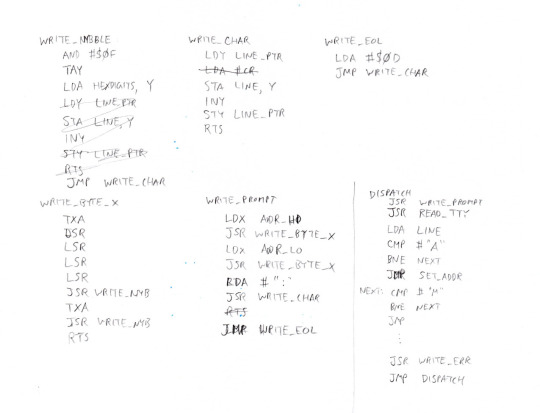 WRITE_NYBBLE
AND #$0F
TAY
LDA HEXDIGITS, Y
LDY LINE_PTR
STA LINE, Y
INY
STY LINE_PTR
RTS
JMP WRITE_CHAR
WRITE_CHAR
LDY LINE_PTR
LDA #CR
STA LINE, Y
INY
STY LINE_PTR
RTS
WRITE_EOL
LDA #$0D
JMP WRITE_CHAR
WRITE_BYTE_X
TXA
LSR
LSR
LSR
LSR
JSR WRITE_NYB
TXA
JSR WRITE_NYB
RTS
WRITE_PROMPT
LDX ADR_HI
JSR WRITE_BYTE_X
LDX ADR_LO
JSR WRITE_BYTE_X
LDA # ":"
JSR WRITE_CHAR
RTS
JMP WRITE_EOL
DISPATCH
JSR WRITE_PROMPT
JSR READ_TTY
LDA LINE
CMP # "A"
BNE NEXT
JMP SET_ADDR
NEXT: CMP # "M"
BNE NEXT
JMP
⋮
JSR WRITE_ERR
JMP DISPATCH